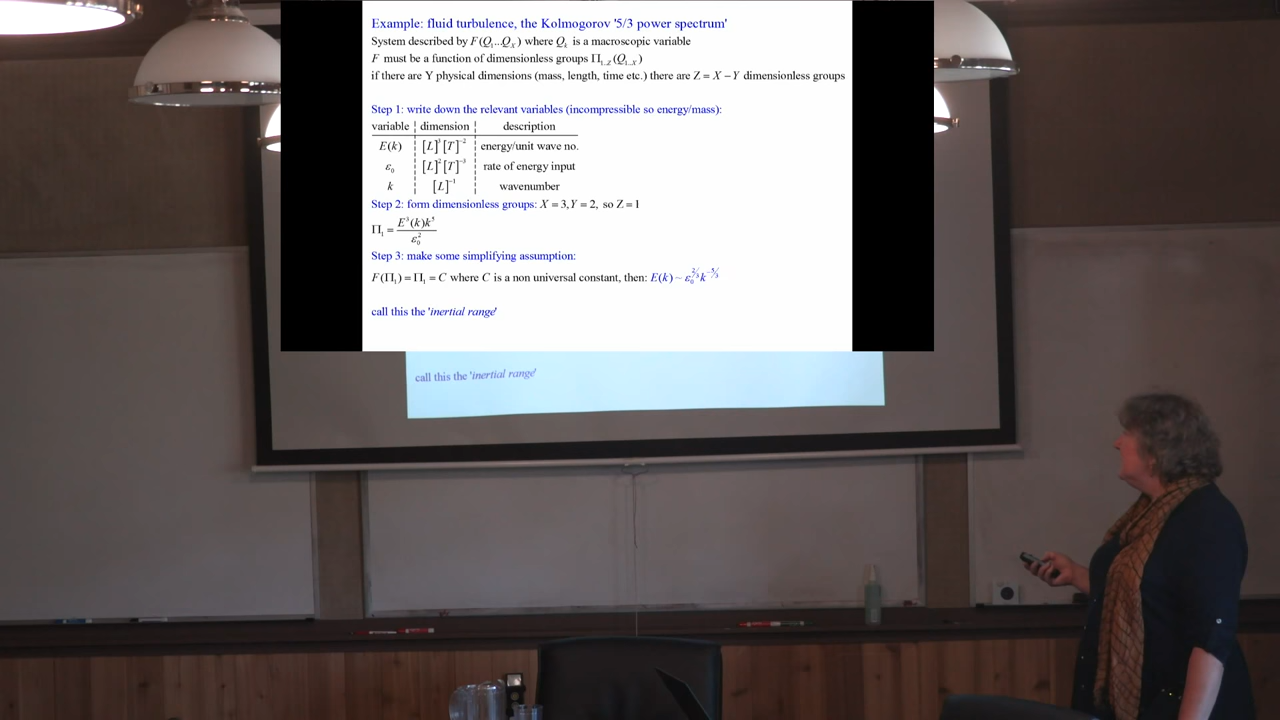 Example: fluid turbulence, the Kolmogorov '5/3 power spectrum'
System described by F(Q₁...Qₓ) where Qₖ is a macroscopic variable
F must be a function of dimensionless groups Π₁..Z(Q₁..X)
if there are Y physical dimensions (mass, length, time etc.) there are Z = X − Y dimensionless groups
Step 1: write down the relevant variables (incompressible so energy/mass):
variable dimension description
E(k) [L]³[T]⁻² energy/unit wave no.
ε₀ [L]²[T]⁻³ rate of energy input
k [L]⁻¹ wavenumber
Step 2: form dimensionless groups: X = 3, Y = 2, so Z = 1
Π₁ = E³(k)k⁵ / ε₀²
Step 3: make some simplifying assumption:
F(Π₁) = Π₁ = C where C is a non universal constant, then: E(k) ~ ε₀^(2/3) k^(−5/3)
call this the 'inertial range'
call this the 'inertial range'